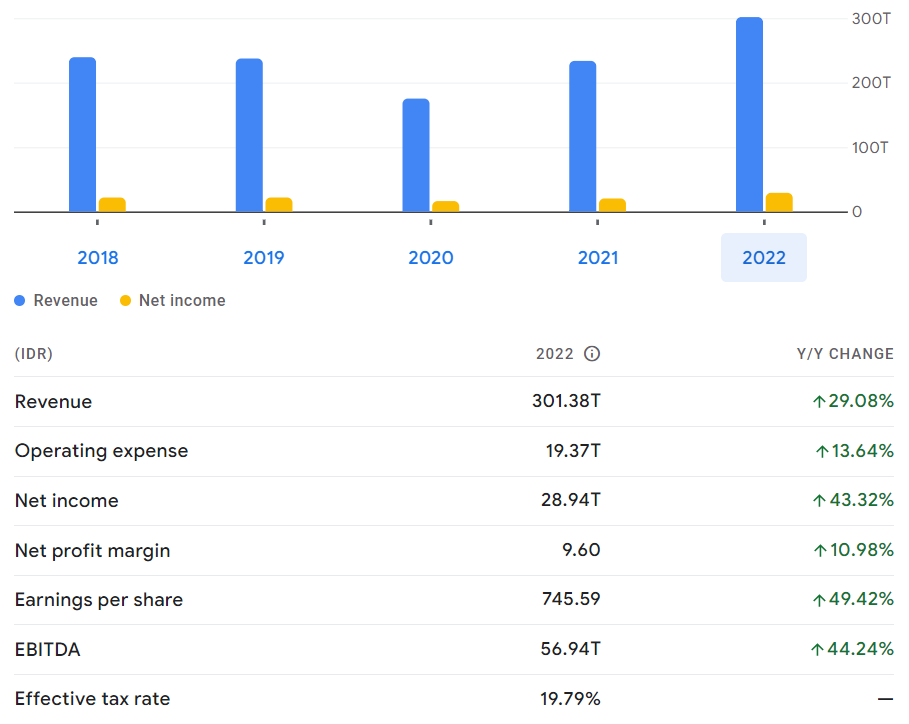 300T
200T
100T
0
2018 2019 2020 2021 2022
Revenue Net income
(IDR) 2022 Y/Y CHANGE
Revenue 301.38T ↑29.08%
Operating expense 19.37T ↑13.64%
Net income 28.94T ↑43.32%
Net profit margin 9.60 ↑10.98%
Earnings per share 745.59 ↑49.42%
EBITDA 56.94T ↑44.24%
Effective tax rate 19.79% —